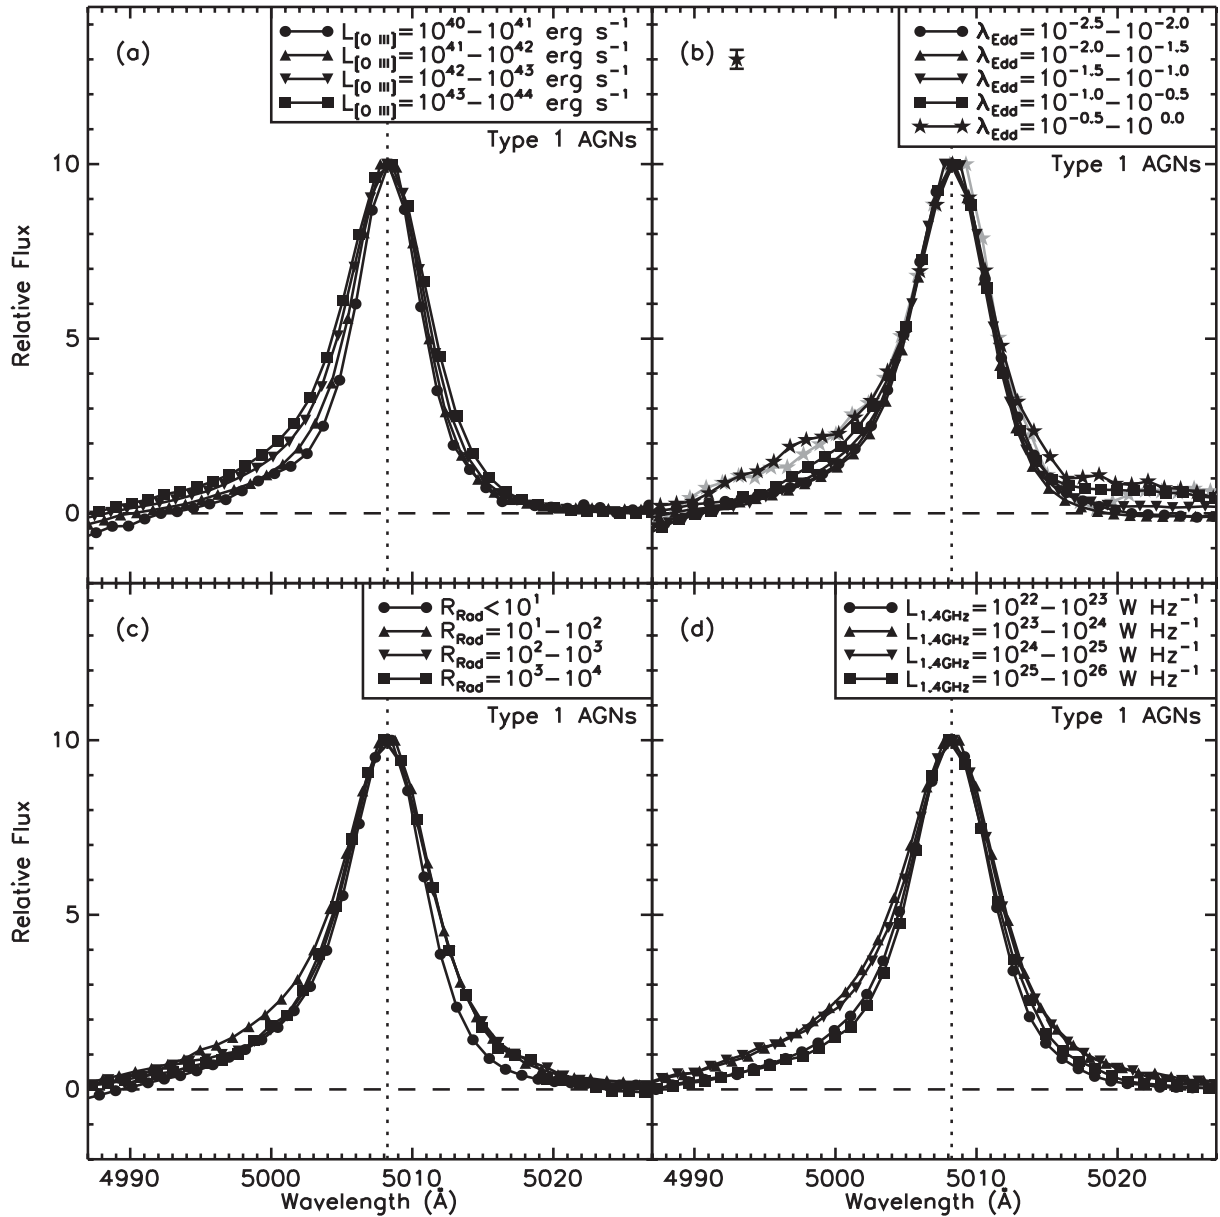 (a)
L[O III]=10^40−10^41 erg s^−1
L[O III]=10^41−10^42 erg s^−1
L[O III]=10^42−10^43 erg s^−1
L[O III]=10^43−10^44 erg s^−1
Type 1 AGNs
(b)
λEdd=10^−2.5−10^−2.0
λEdd=10^−2.0−10^−1.5
λEdd=10^−1.5−10^−1.0
λEdd=10^−1.0−10^−0.5
λEdd=10^−0.5−10^0.0
Type 1 AGNs
10
5
0
Relative Flux
(c)
RRad<10^1
RRad=10^1−10^2
RRad=10^2−10^3
RRad=10^3−10^4
Type 1 AGNs
(d)
L1.4GHz=10^22−10^23 W Hz^−1
L1.4GHz=10^23−10^24 W Hz^−1
L1.4GHz=10^24−10^25 W Hz^−1
L1.4GHz=10^25−10^26 W Hz^−1
Type 1 AGNs
10
5
0
Relative Flux
4990 5000 5010 5020
Wavelength (Å)
4990 5000 5010 5020
Wavelength (Å)